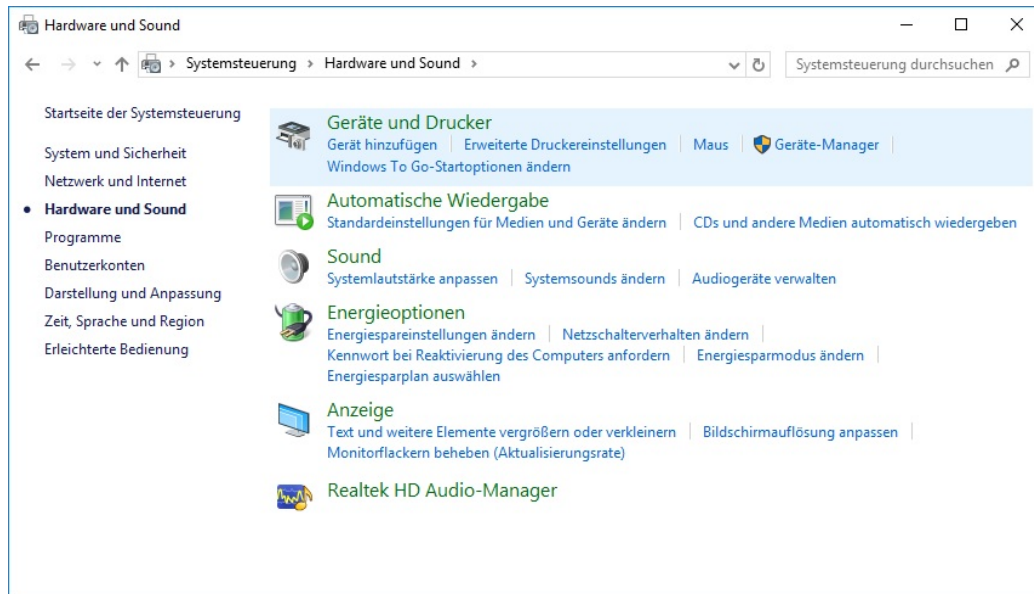 Hardware und Sound
Systemsteuerung > Hardware und Sound >
Systemsteuerung durchsuchen
Startseite der Systemsteuerung
System und Sicherheit
Netzwerk und Internet
Hardware und Sound
Programme
Benutzerkonten
Darstellung und Anpassung
Zeit, Sprache und Region
Erleichterte Bedienung
Geräte und Drucker
Gerät hinzufügen | Erweiterte Druckereinstellungen | Maus | Geräte-Manager |
Windows To Go-Startoptionen ändern
Automatische Wiedergabe
Standardeinstellungen für Medien und Geräte ändern | CDs und andere Medien automatisch wiedergeben
Sound
Systemlautstärke anpassen | Systemsounds ändern | Audiogeräte verwalten
Energieoptionen
Energiespareinstellungen ändern | Netzschalterverhalten ändern |
Kennwort bei Reaktivierung des Computers anfordern | Energiesparmodus ändern |
Energiesparplan auswählen
Anzeige
Text und weitere Elemente vergrößern oder verkleinern | Bildschirmauflösung anpassen |
Monitorflackern beheben (Aktualisierungsrate)
Realtek HD Audio-Manager